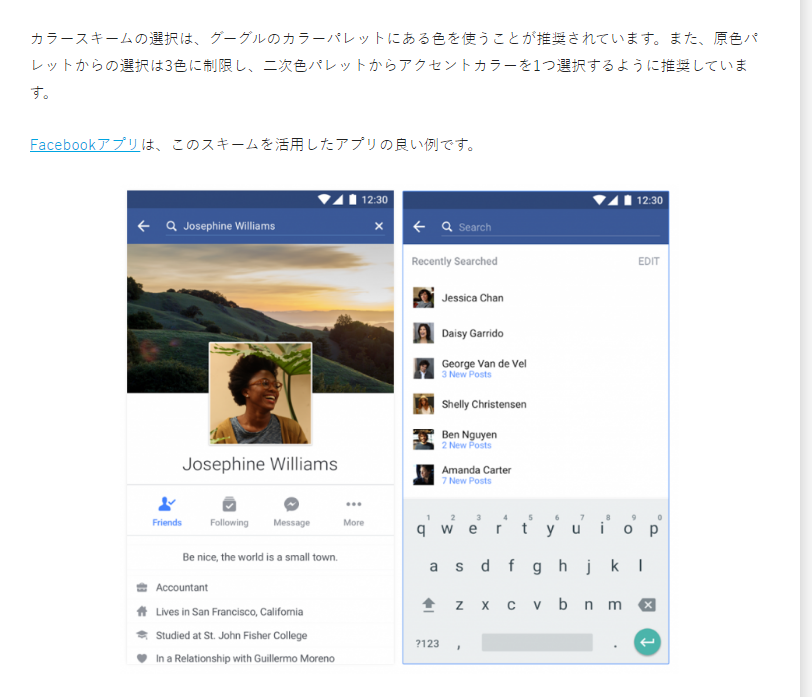 カラースキームの選択は、グーグルのカラーパレットにある色を使うことが推奨されています。また、原色パ
レットからの選択は3色に制限し、二次色パレットからアクセントカラーを1つ選択するように推奨していま
す。
Facebookアプリは、このスキームを活用したアプリの良い例です。
12:30
Josephine Williams
Josephine Williams
Friends Following Message More
Be nice, the world is a small town.
Accountant
Lives in San Francisco, California
Studied at St. John Fisher College
In a Relationship with Guillermo Moreno
12:30
Search
Recently Searched EDIT
Jessica Chan
Daisy Garrido
George Van de Vel
3 New Posts
Shelly Christensen
Ben Nguyen
2 New Posts
Amanda Carter
7 New Posts
1 2 3 4 5 6 7 8 9 0
q w e r t y u i o p
a s d f g h j k l
z x c v b n m
?123 , .